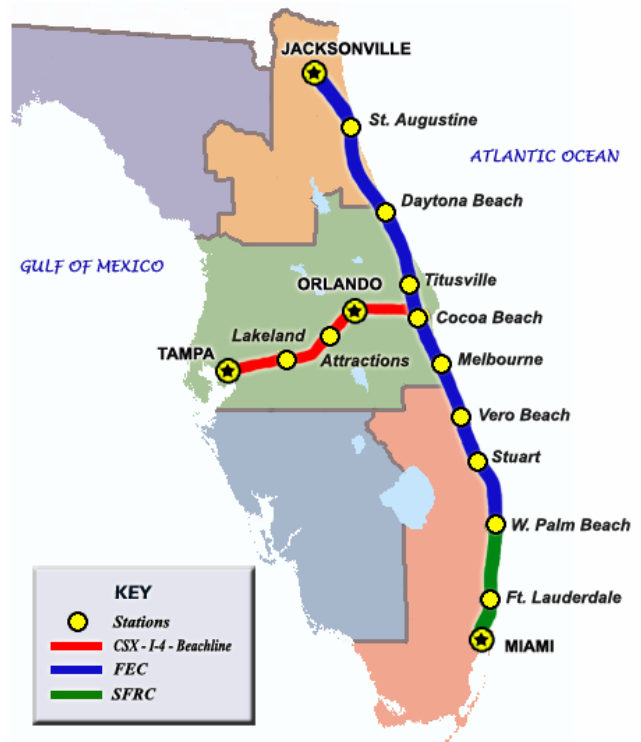 JACKSONVILLE
St. Augustine
ATLANTIC OCEAN
Daytona Beach
GULF OF MEXICO
ORLANDO
Titusville
Cocoa Beach
Lakeland
TAMPA
Attractions
Melbourne
Vero Beach
Stuart
W. Palm Beach
Ft. Lauderdale
MIAMI
KEY
Stations
CSX - I-4 - Beachline
FEC
SFRC